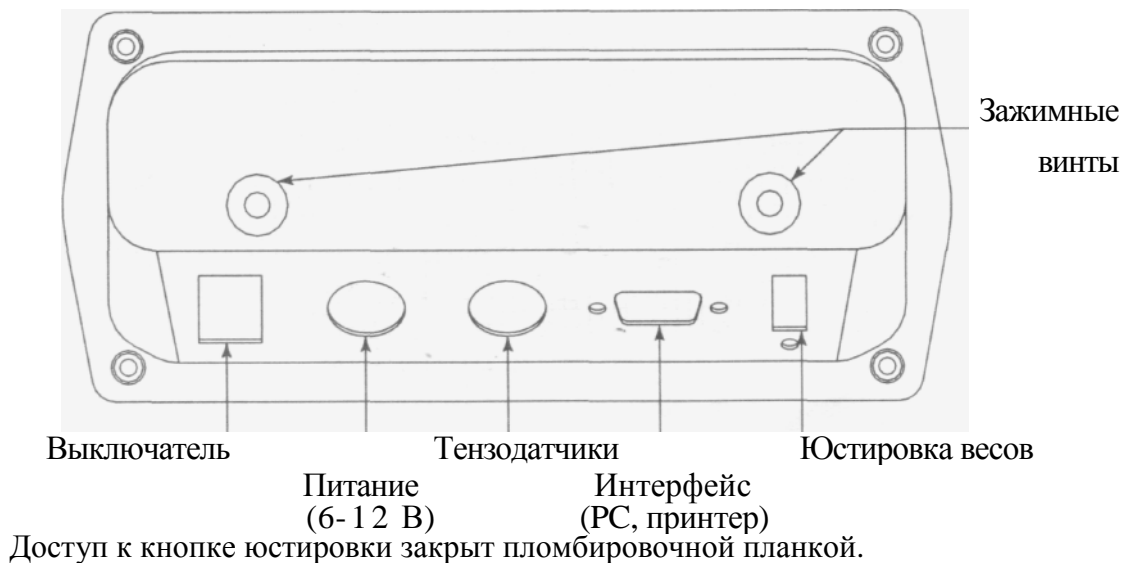 Зажимные
винты
Выключатель
Тензодатчики
Юстировка весов
Питание
(6-12 В)
Интерфейс
(PC, принтер)
Доступ к кнопке юстировки закрыт пломбировочной планкой.